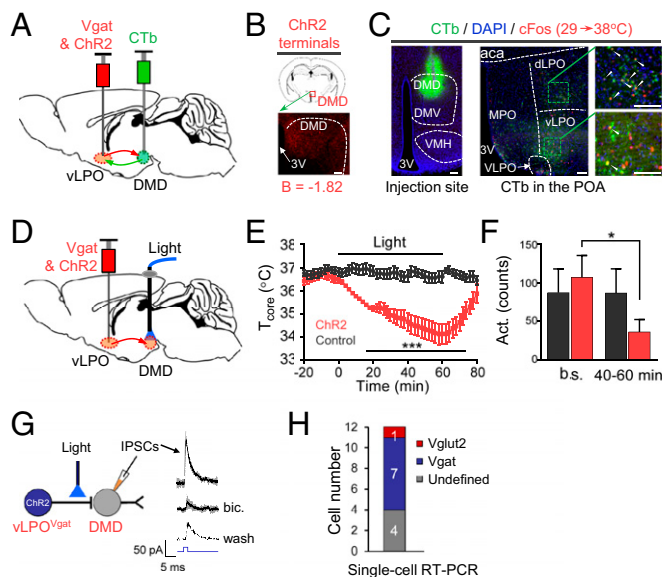 A
Vgat
& ChR2
CTb
vLPO
DMD
B
ChR2
terminals
DMD
DMD
3V
B = -1.82
C
CTb / DAPI / cFos (29→38ºC)
DMD
DMV
VMH
3V
Injection site
aca
dLPO
MPO
vLPO
3V
VLPO
CTb in the POA
D
Vgat
& ChR2
Light
vLPO
DMD
E
Light
Tcore (ºC)
37
36
35
34
33
ChR2
Control
***
-20 0 20 40 60 80
Time (min)
F
*
Act. (counts)
150
100
50
0
b.s. 40-60 min
G
Light
IPSCs
ChR2
vLPOVgat
DMD
bic.
wash
50 pA
5 ms
H
Cell number
12
10
8
6
4
2
0
1
7
4
Vglut2
Vgat
Undefined
Single-cell RT-PCR